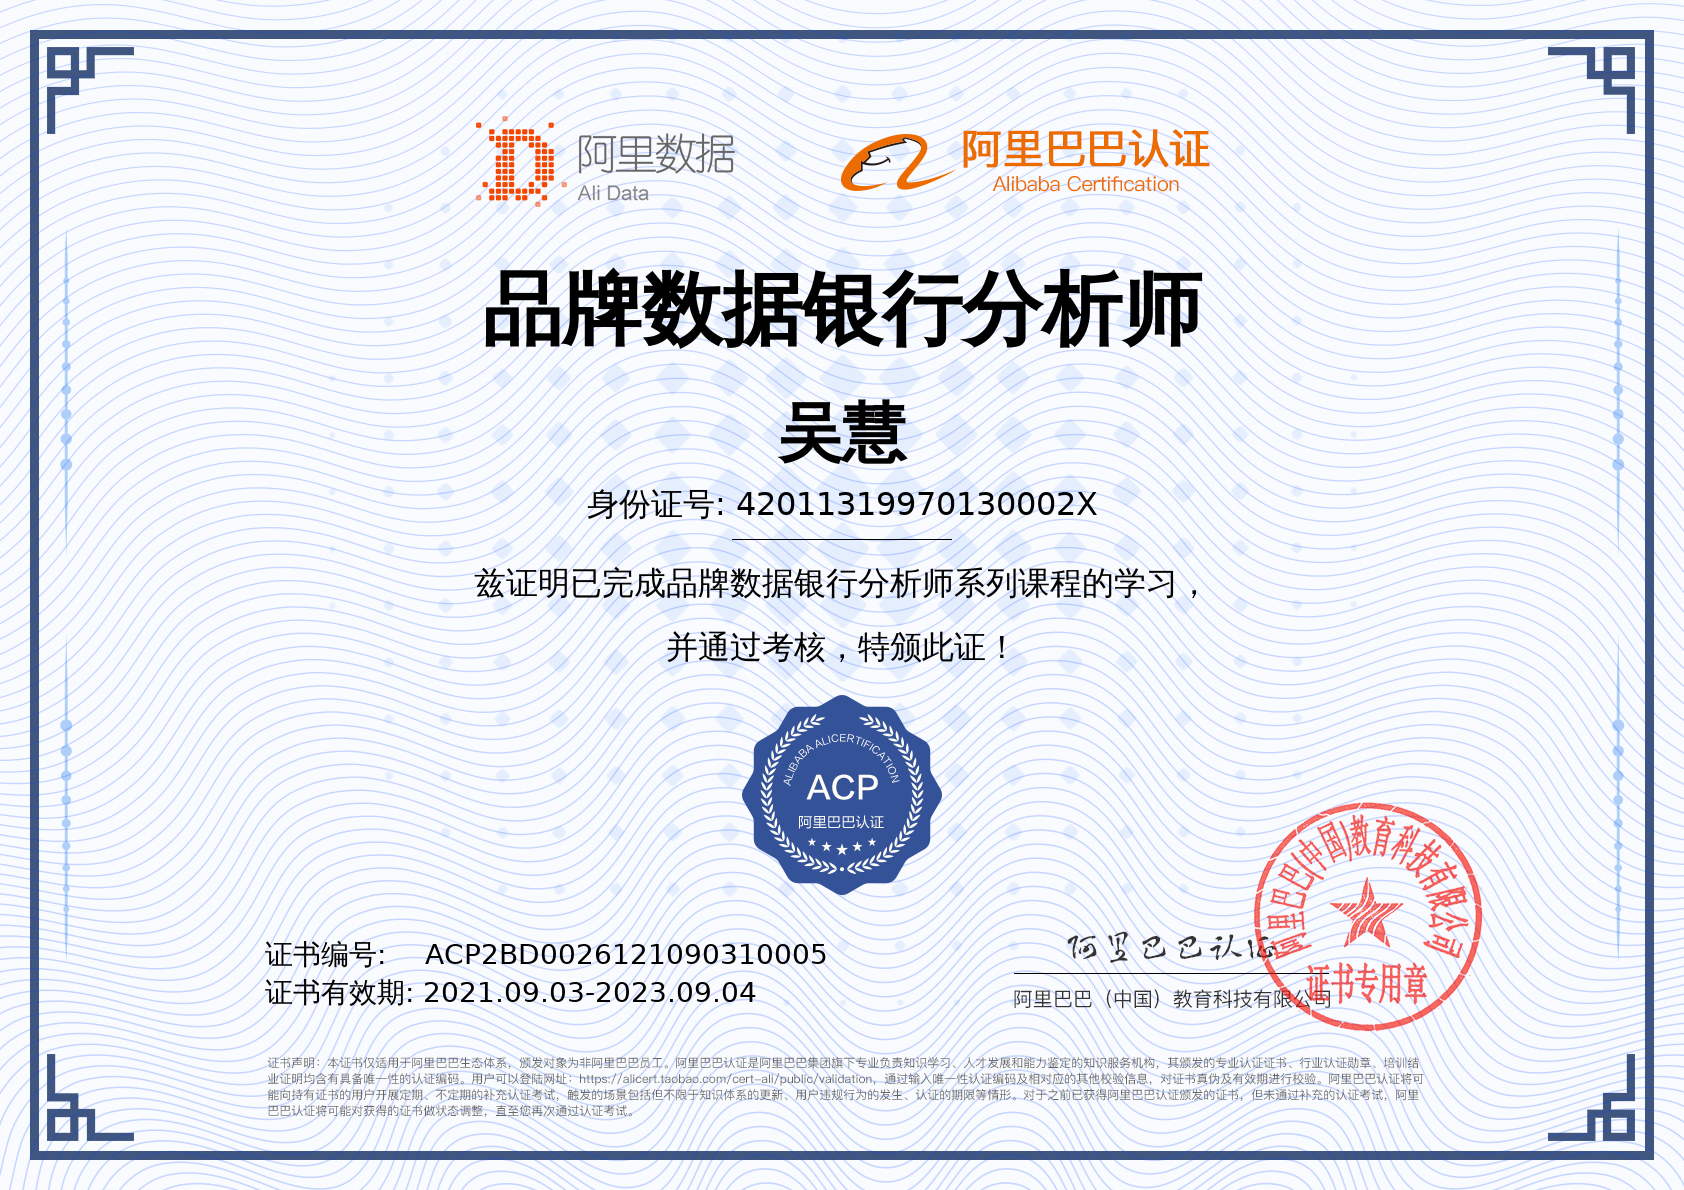 阿里数据
Ali Data
阿里巴巴认证
Alibaba Certification
品牌数据银行分析师
吴慧
身份证号: 42011319970130002X
兹证明已完成品牌数据银行分析师系列课程的学习，
并通过考核，特颁此证！
ALIBABA ALICERTIFICATION
ACP
阿里巴巴认证
证书编号: ACP2BD0026121090310005
证书有效期: 2021.09.03-2023.09.04
阿里巴巴认证
阿里巴巴（中国）教育科技有限公司
阿里巴巴(中国)教育科技有限公司
证书专用章
证书声明：本证书仅适用于阿里巴巴生态体系，颁发对象为非阿里巴巴员工。阿里巴巴认证是阿里巴巴集团旗下专业负责知识学习、人才发展和能力鉴定的知识服务机构，其颁发的专业认证证书、行业认证勋章、培训结
业证明均含有具备唯一性的认证编码。用户可以登陆网址：https://alicert.taobao.com/cert-ali/public/validation，通过输入唯一性认证编码及相对应的其他校验信息，对证书真伪及有效期进行校验。阿里巴巴认证将可
能向持有证书的用户开展定期、不定期的补充认证考试，触发的场景包括但不限于知识体系的更新、用户违规行为的发生、认证的期限等情形。对于之前已获得阿里巴巴认证颁发的证书，但未通过补充的认证考试，阿里
巴巴认证将可能对获得的证书做状态调整，直至您再次通过认证考试。